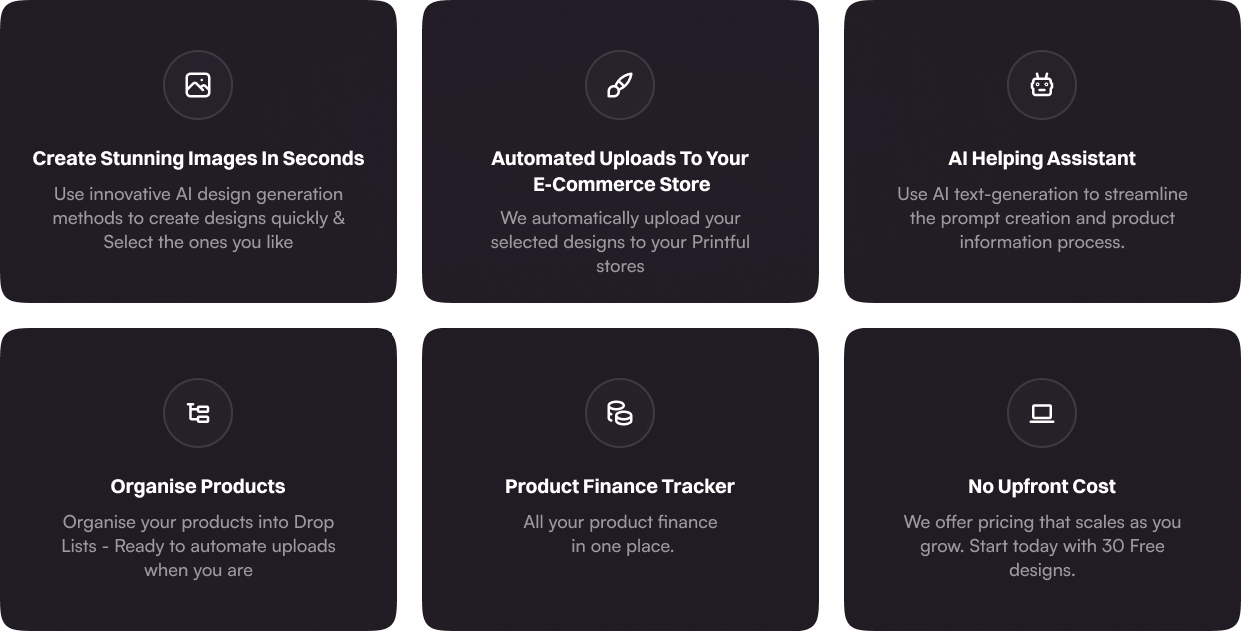 Create Stunning Images In Seconds
Use innovative AI design generation
methods to create designs quickly &
Select the ones you like
Automated Uploads To Your
E-Commerce Store
We automatically upload your
selected designs to your Printful
stores
AI Helping Assistant
Use AI text-generation to streamline
the prompt creation and product
information process.
Organise Products
Organise your products into Drop
Lists - Ready to automate uploads
when you are
Product Finance Tracker
All your product finance
in one place.
No Upfront Cost
We offer pricing that scales as you
grow. Start today with 30 Free
designs.